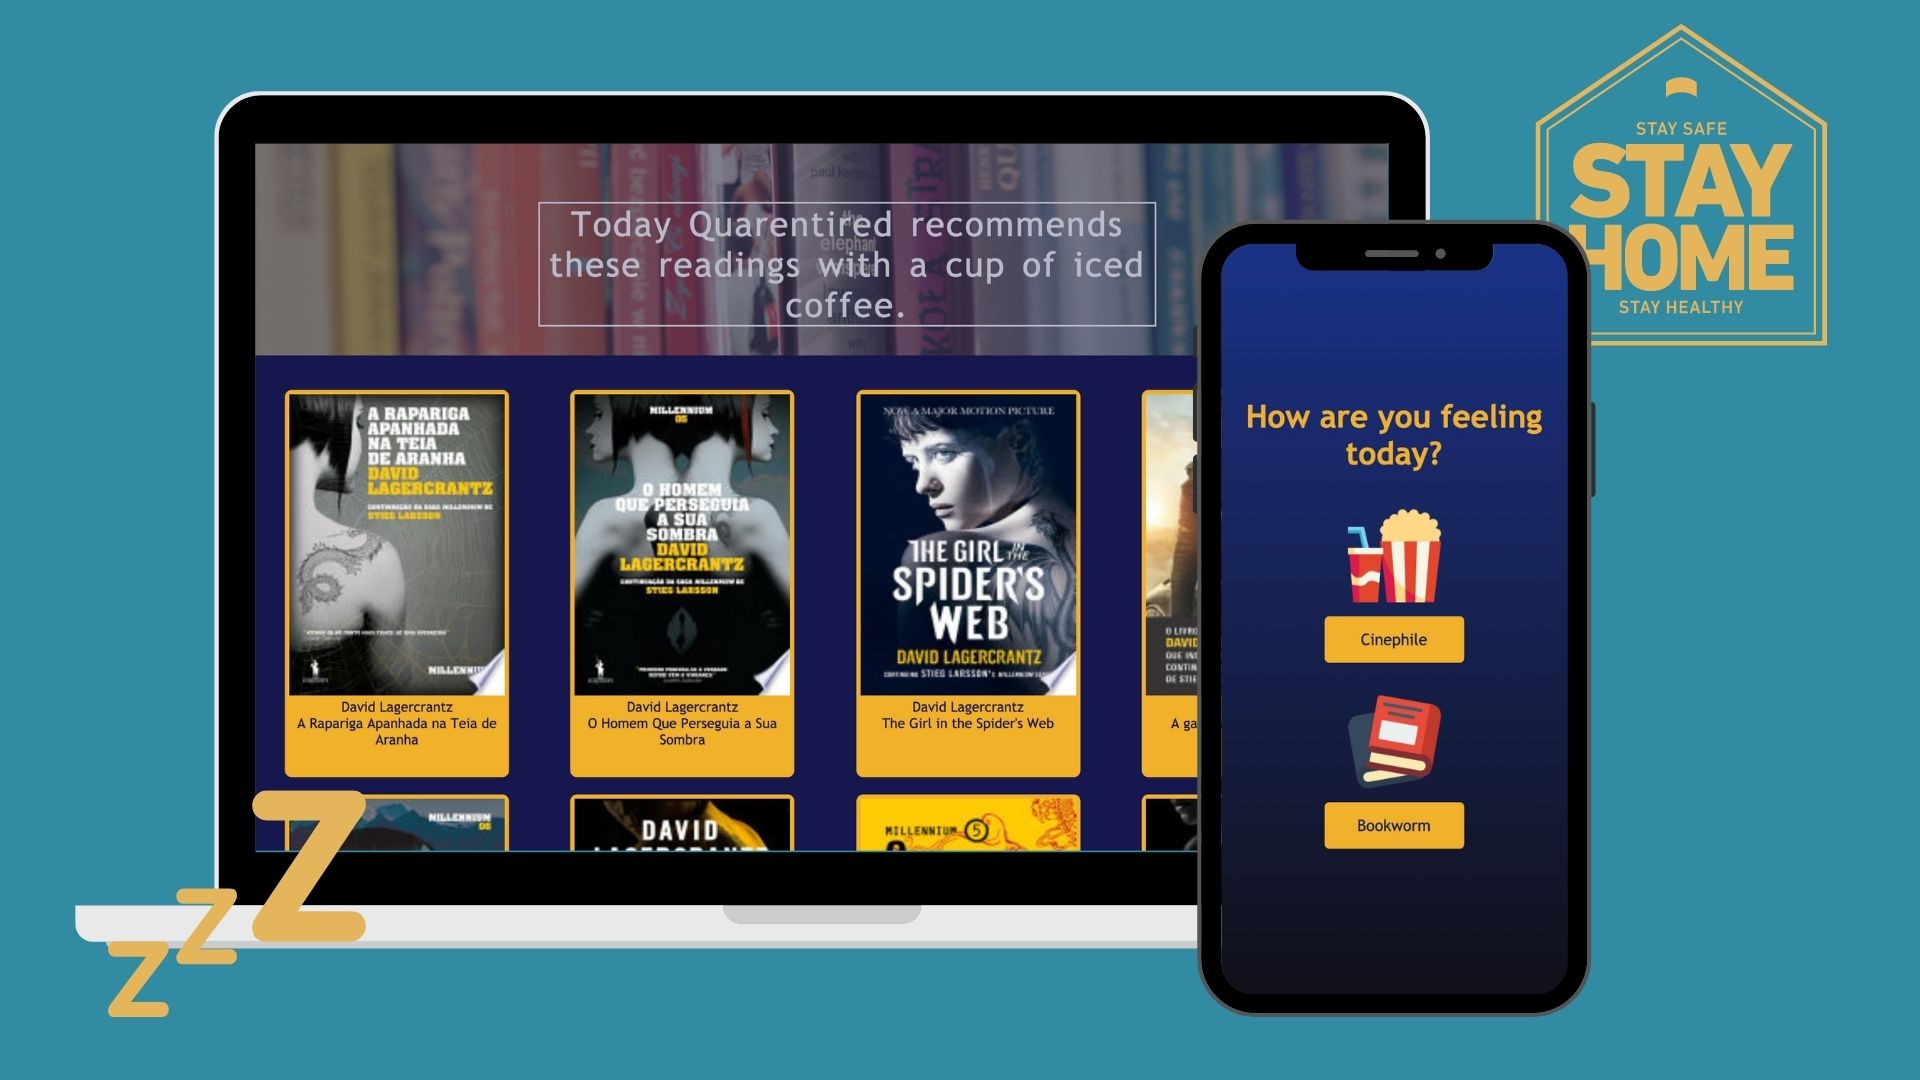 STAY SAFE
STAY
HOME
STAY HEALTHY
Today Quarentired recommends
these readings with a cup of iced
coffee.
paul
the
elephant
with
A RAPARIGA
APANHADA
NA TEIA
DE ARANHA
DAVID
LAGERCRANTZ
CONTINUAÇÃO DA SAGA MILLENNIUM DE
STIEG LARSSON
MILLENNIUM
David Lagercrantz
A Rapariga Apanhada na Teia de
Aranha
MILLENNIUM
05
O HOMEM
QUE PERSEGUIA
A SUA
SOMBRA
DAVID
LAGERCRANTZ
CONTINUAÇÃO DA SAGA MILLENNIUM DE
STIEG LARSSON
David Lagercrantz
O Homem Que Perseguia a Sua
Sombra
NOW A MAJOR MOTION PICTURE
THE GIRL IN THE
SPIDER'S
WEB
DAVID LAGERCRANTZ
CONTINUING STIEG LARSSON'S MILLENNIUM
David Lagercrantz
The Girl in the Spider's Web
O LIVRO
DAVID
CONTIN
DE STIE
A ga
MILLENNIUM
05
DAVID
LAGERCRANTZ
MILLENNIUM 5
How are you feeling
today?
Cinephile
Bookworm
Z
z
z